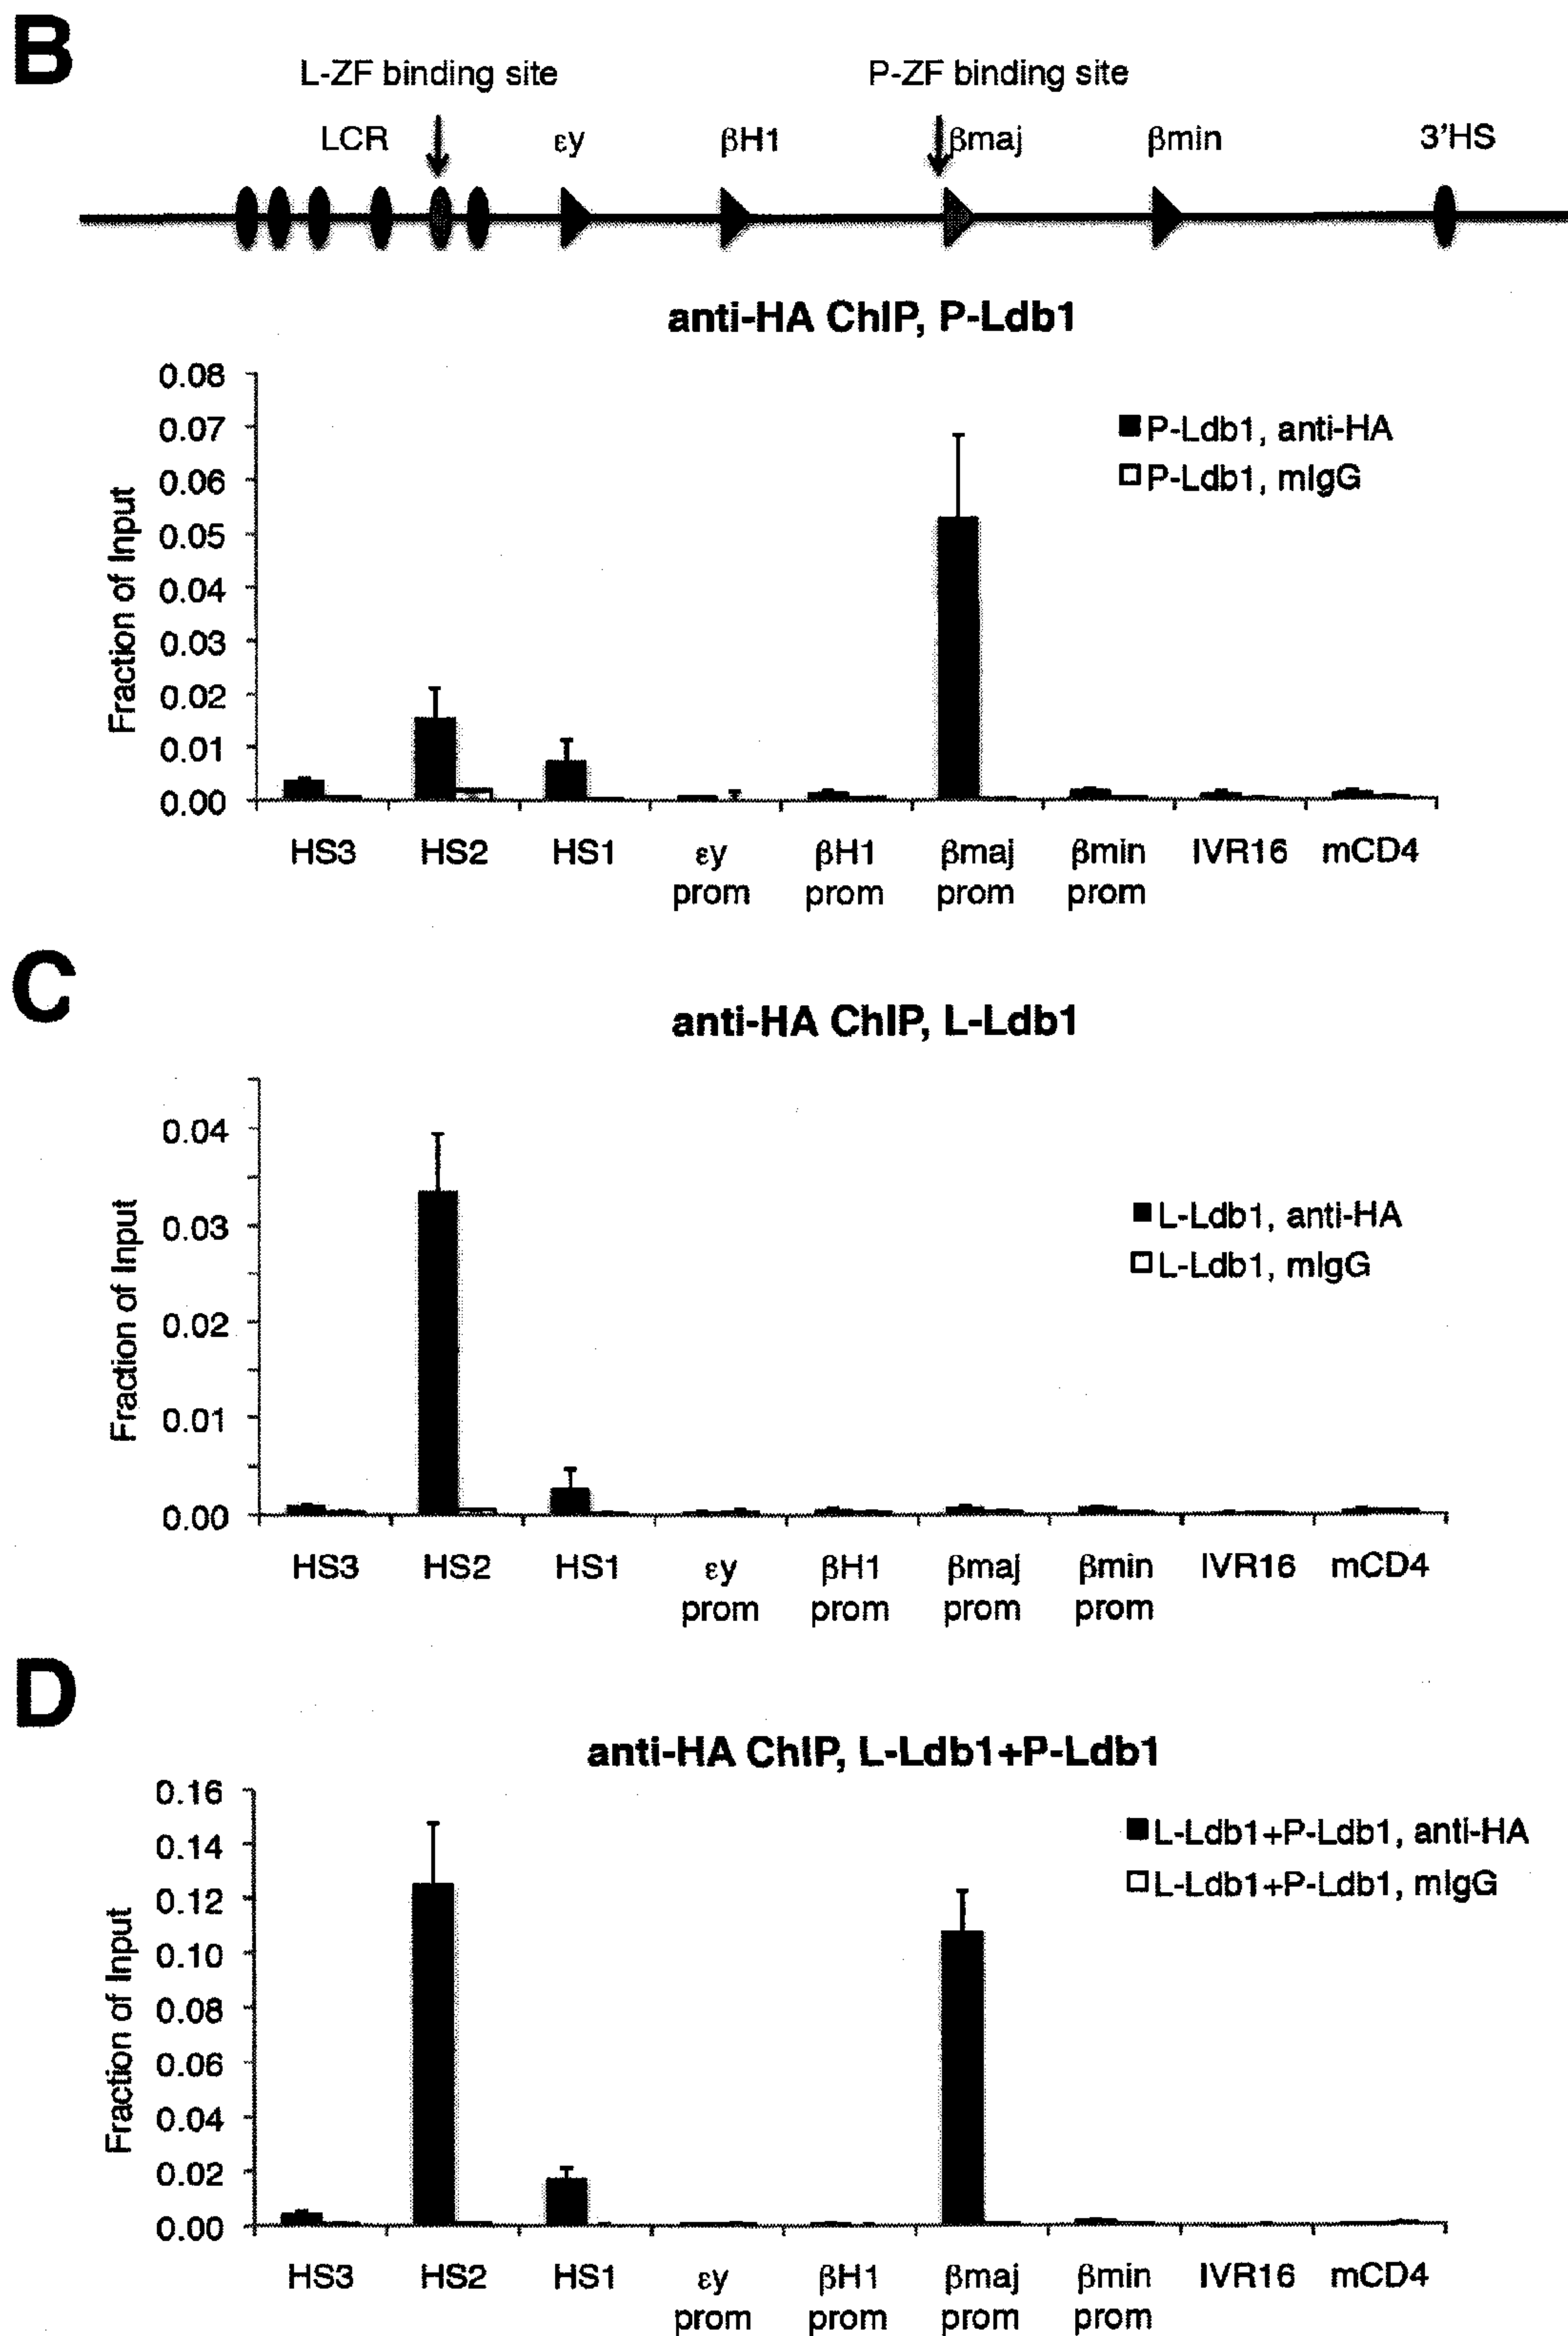 B
L-ZF binding site P-ZF binding site
LCR εy βH1 βmaj βmin 3'HS
anti-HA ChIP, P-Ldb1
0.08
0.07
0.06
0.05
0.04
0.03
0.02
0.01
0.00
Fraction of Input
P-Ldb1, anti-HA
P-Ldb1, mIgG
HS3 HS2 HS1 εy βH1 βmaj βmin IVR16 mCD4
prom prom prom prom
C
anti-HA ChIP, L-Ldb1
0.04
0.03
0.02
0.01
0.00
Fraction of Input
L-Ldb1, anti-HA
L-Ldb1, mIgG
HS3 HS2 HS1 εy βH1 βmaj βmin IVR16 mCD4
prom prom prom prom
D
anti-HA ChIP, L-Ldb1+P-Ldb1
0.16
0.14
0.12
0.10
0.08
0.06
0.04
0.02
0.00
Fraction of Input
L-Ldb1+P-Ldb1, anti-HA
L-Ldb1+P-Ldb1, mIgG
HS3 HS2 HS1 εy βH1 βmaj βmin IVR16 mCD4
prom prom prom prom